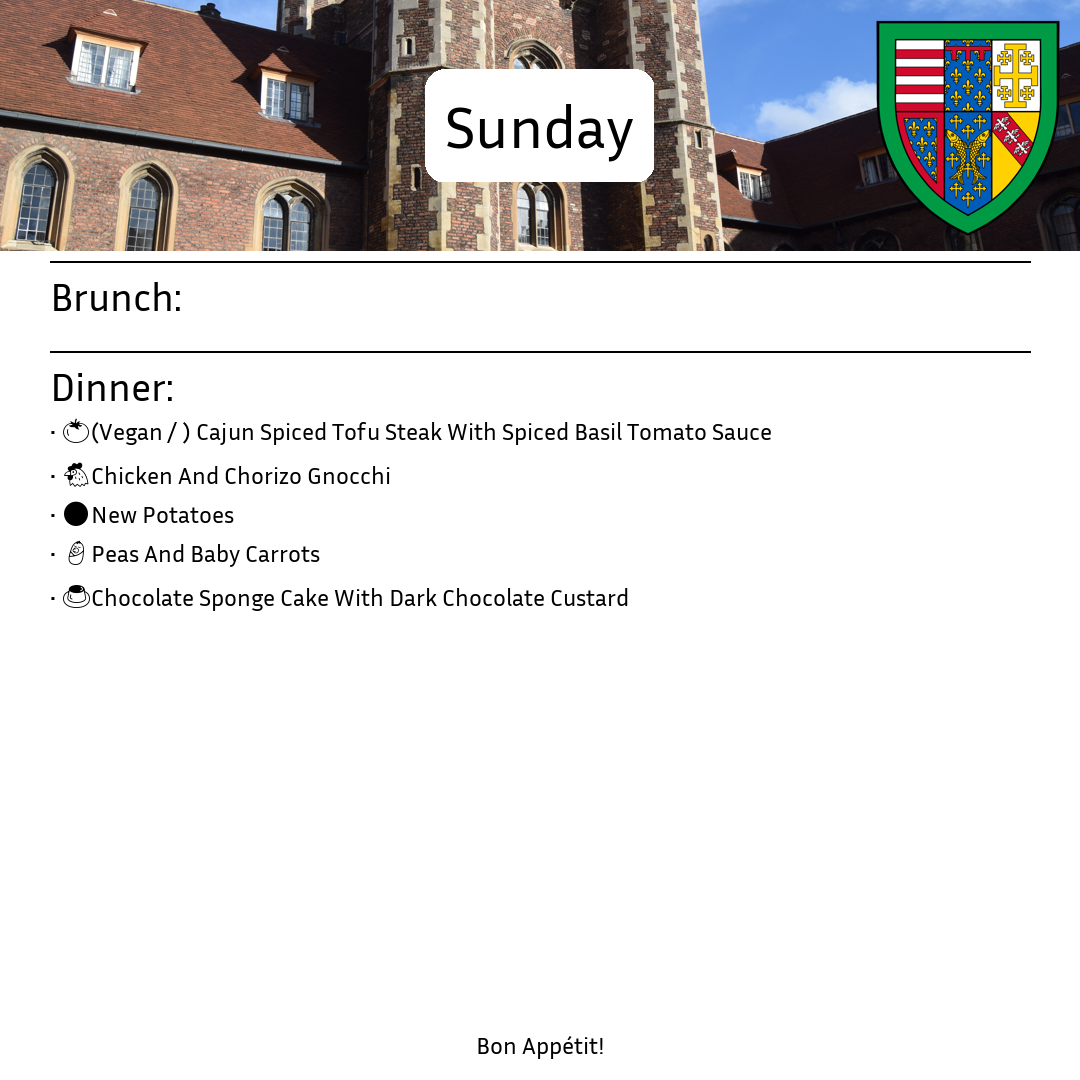 Sunday
Brunch:
Dinner:
· 🍅(Vegan / ) Cajun Spiced Tofu Steak With Spiced Basil Tomato Sauce
· 🐔Chicken And Chorizo Gnocchi
· ⚫New Potatoes
· 🥕Peas And Baby Carrots
· 🍮Chocolate Sponge Cake With Dark Chocolate Custard
Bon Appétit!